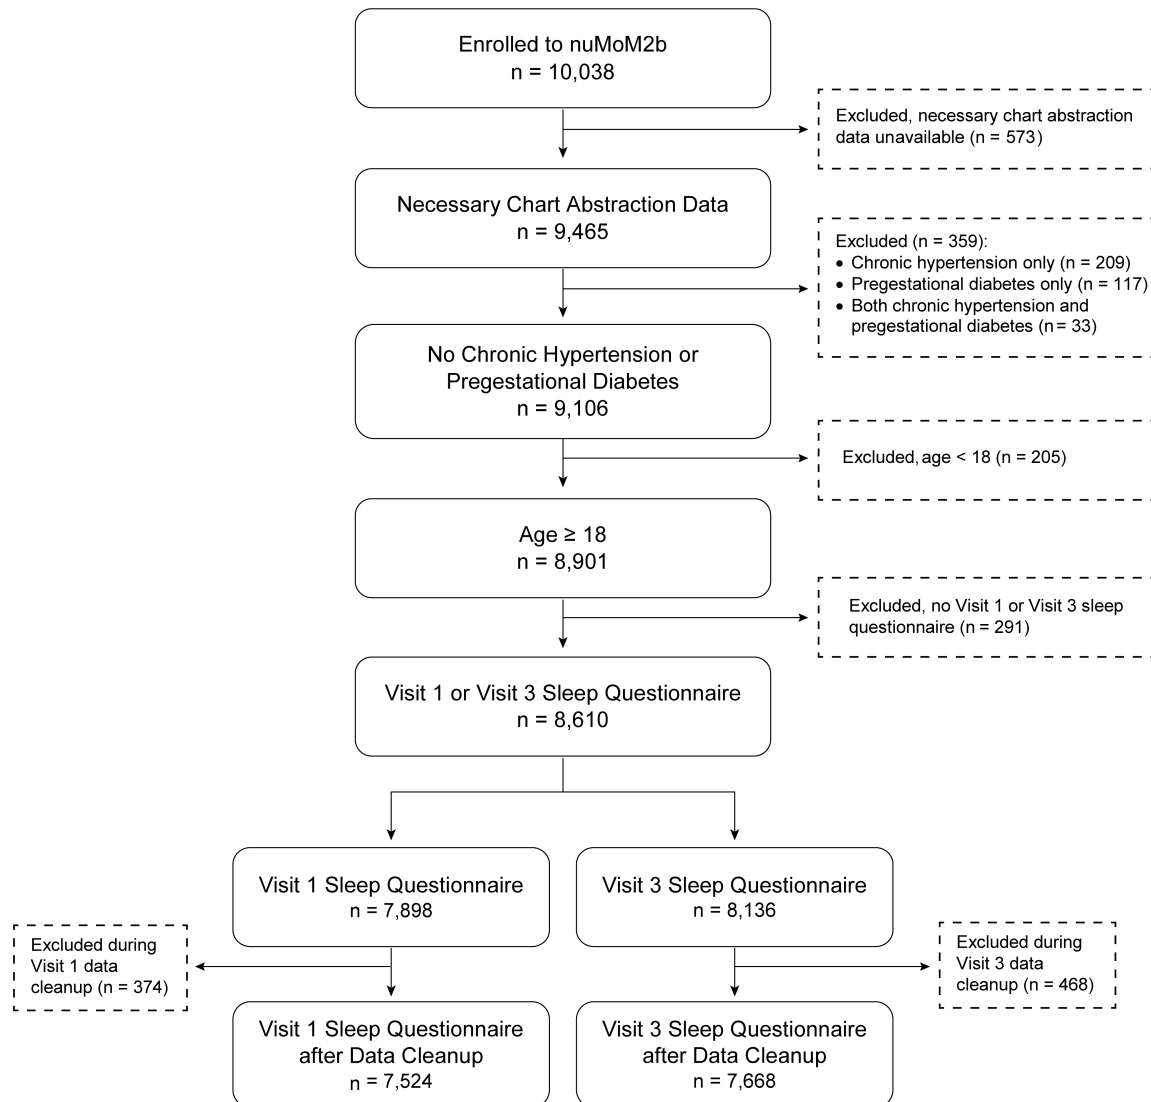 Enrolled to nuMoM2b
n = 10,038
Excluded, necessary chart abstraction
data unavailable (n = 573)
Necessary Chart Abstraction Data
n = 9,465
Excluded (n = 359):
• Chronic hypertension only (n = 209)
• Pregestational diabetes only (n = 117)
• Both chronic hypertension and
pregestational diabetes (n = 33)
No Chronic Hypertension or
Pregestational Diabetes
n = 9,106
Excluded, age < 18 (n = 205)
Age ≥ 18
n = 8,901
Excluded, no Visit 1 or Visit 3 sleep
questionnaire (n = 291)
Visit 1 or Visit 3 Sleep Questionnaire
n = 8,610
Visit 1 Sleep Questionnaire
n = 7,898
Visit 3 Sleep Questionnaire
n = 8,136
Excluded during
Visit 1 data
cleanup (n = 374)
Excluded during
Visit 3 data
cleanup (n = 468)
Visit 1 Sleep Questionnaire
after Data Cleanup
n = 7,524
Visit 3 Sleep Questionnaire
after Data Cleanup
n = 7,668